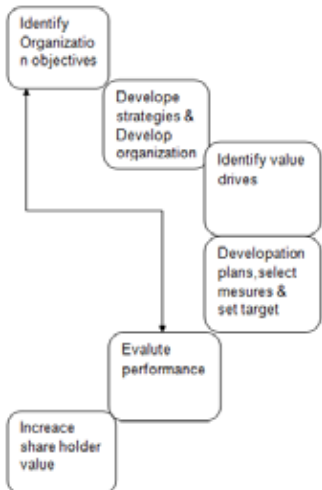 Identify
Organizatio
n objectives
Develope
strategies &
Develop
organization
Identify value
drives
Developation
plans,select
mesures &
set target
Evalute
performance
Increace
share holder
value